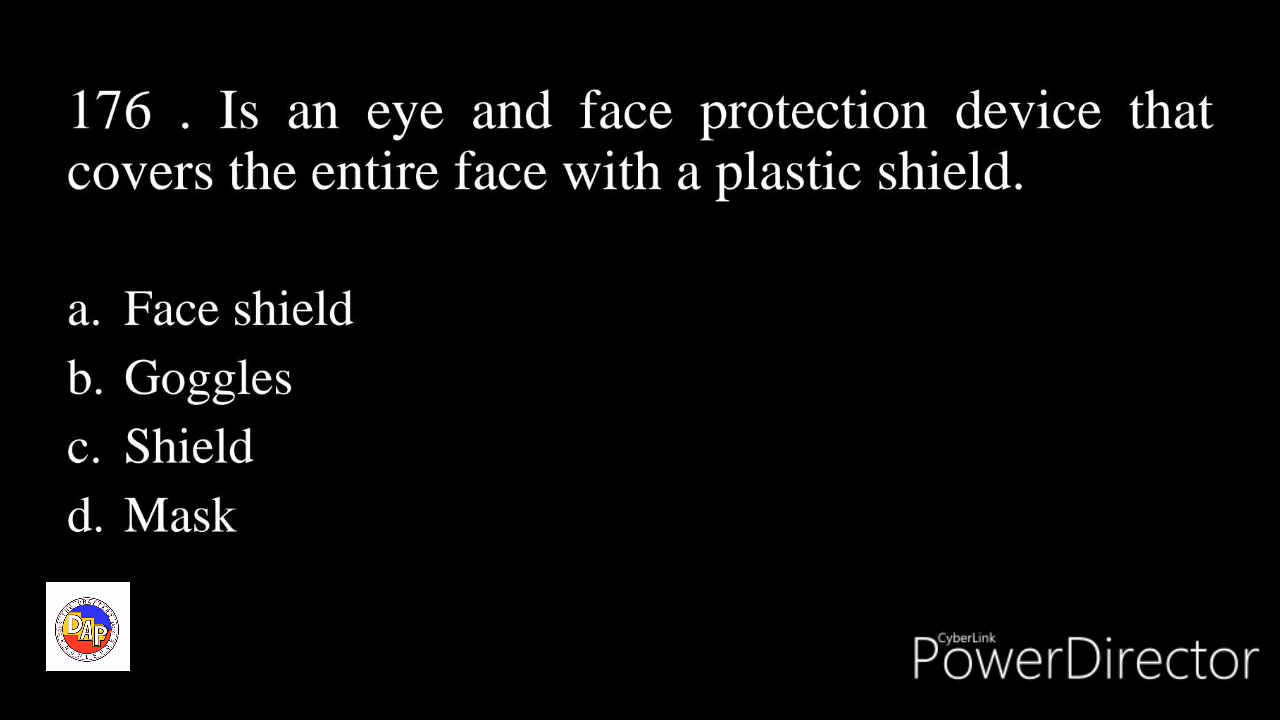 176 . Is an eye and face protection device that
covers the entire face with a plastic shield.
a. Face shield
b. Goggles
c. Shield
d. Mask
DAP
CyberLink
PowerDirector